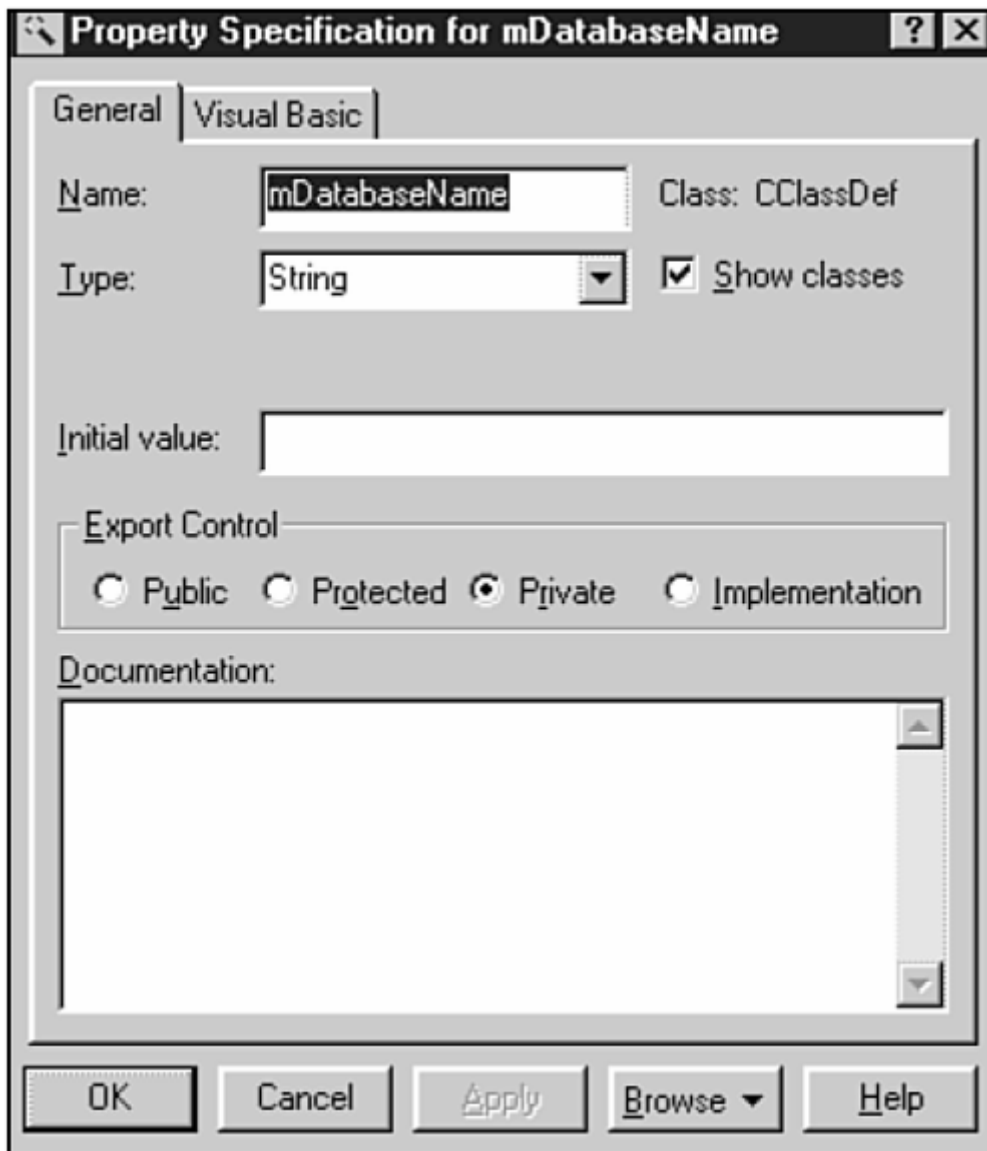 Property Specification for mDatabaseName ? X
General Visual Basic
Name: mDatabaseName Class: CClassDef
Type: String Show classes
Initial value:
Export Control
Public Protected Private Implementation
Documentation:
OK Cancel Apply Browse Help